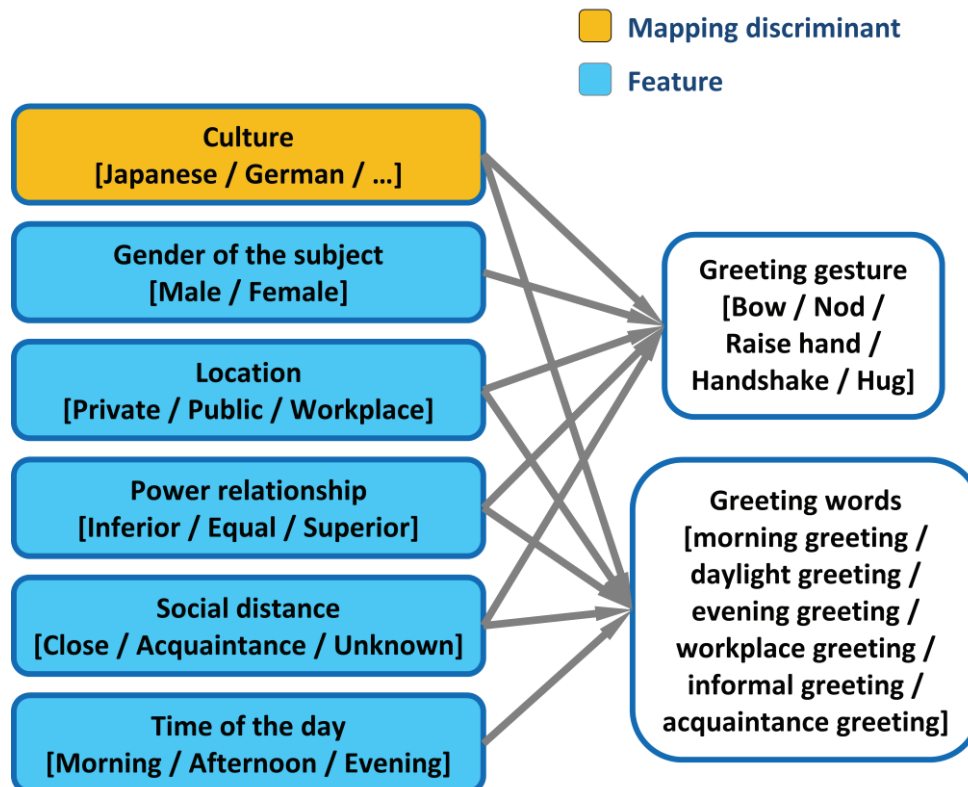 Mapping discriminant
Feature
Culture
[Japanese / German / …]
Gender of the subject
[Male / Female]
Location
[Private / Public / Workplace]
Power relationship
[Inferior / Equal / Superior]
Social distance
[Close / Acquaintance / Unknown]
Time of the day
[Morning / Afternoon / Evening]
Greeting gesture
[Bow / Nod /
Raise hand /
Handshake / Hug]
Greeting words
[morning greeting /
daylight greeting /
evening greeting /
workplace greeting /
informal greeting /
acquaintance greeting]